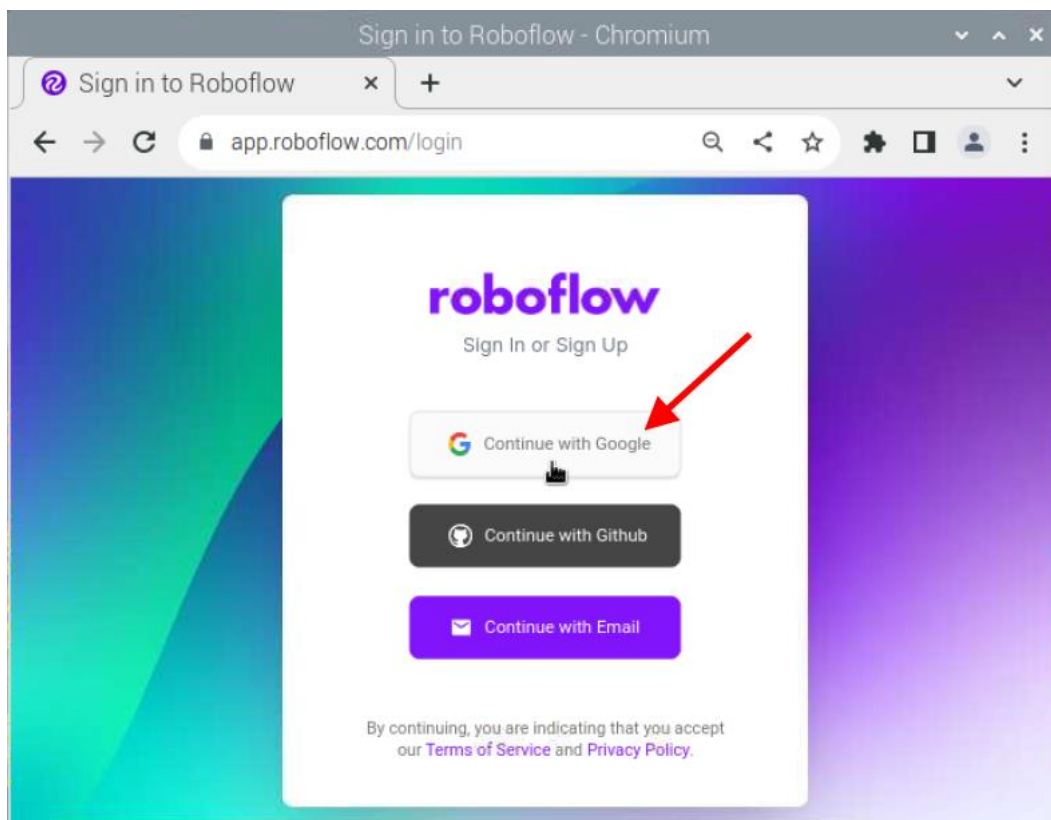 Sign in to Roboflow - Chromium
Sign in to Roboflow
app.roboflow.com/login
roboflow
Sign In or Sign Up
Continue with Google
Continue with Github
Continue with Email
By continuing, you are indicating that you accept
our Terms of Service and Privacy Policy.